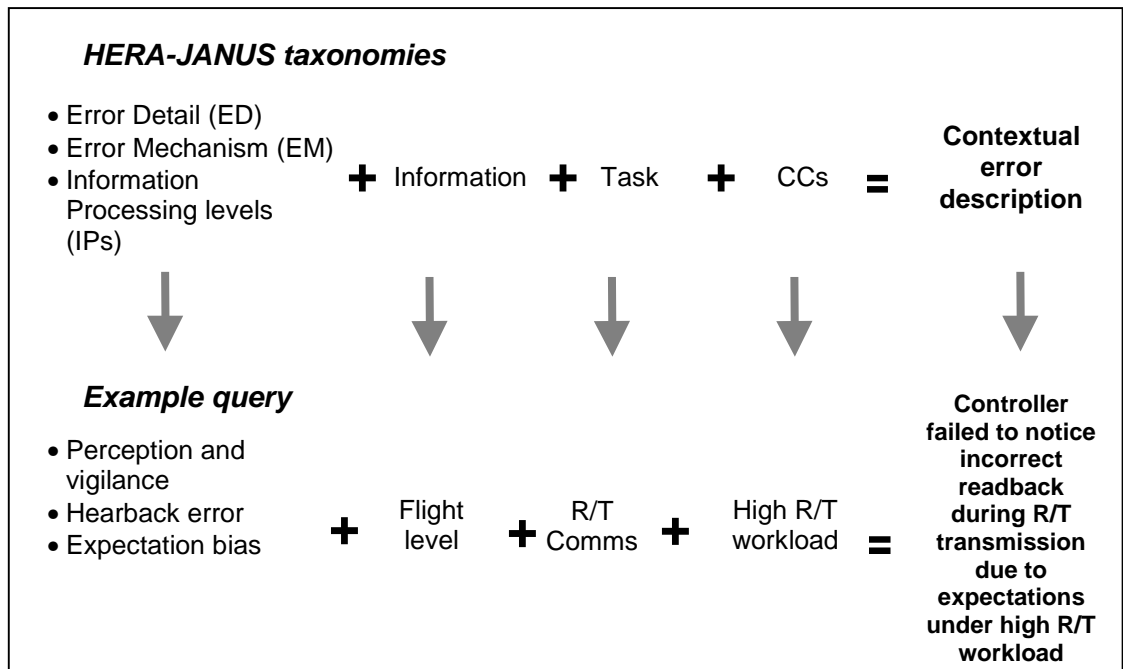 HERA-JANUS taxonomies
• Error Detail (ED)
• Error Mechanism (EM)
• Information
Processing levels
(IPs)
+ Information + Task + CCs =
Contextual
error
description
Example query
• Perception and
vigilance
• Hearback error
• Expectation bias
+ Flight
level
+ R/T
Comms
+ High R/T
workload
=
Controller
failed to notice
incorrect
readback
during R/T
transmission
due to
expectations
under high R/T
workload